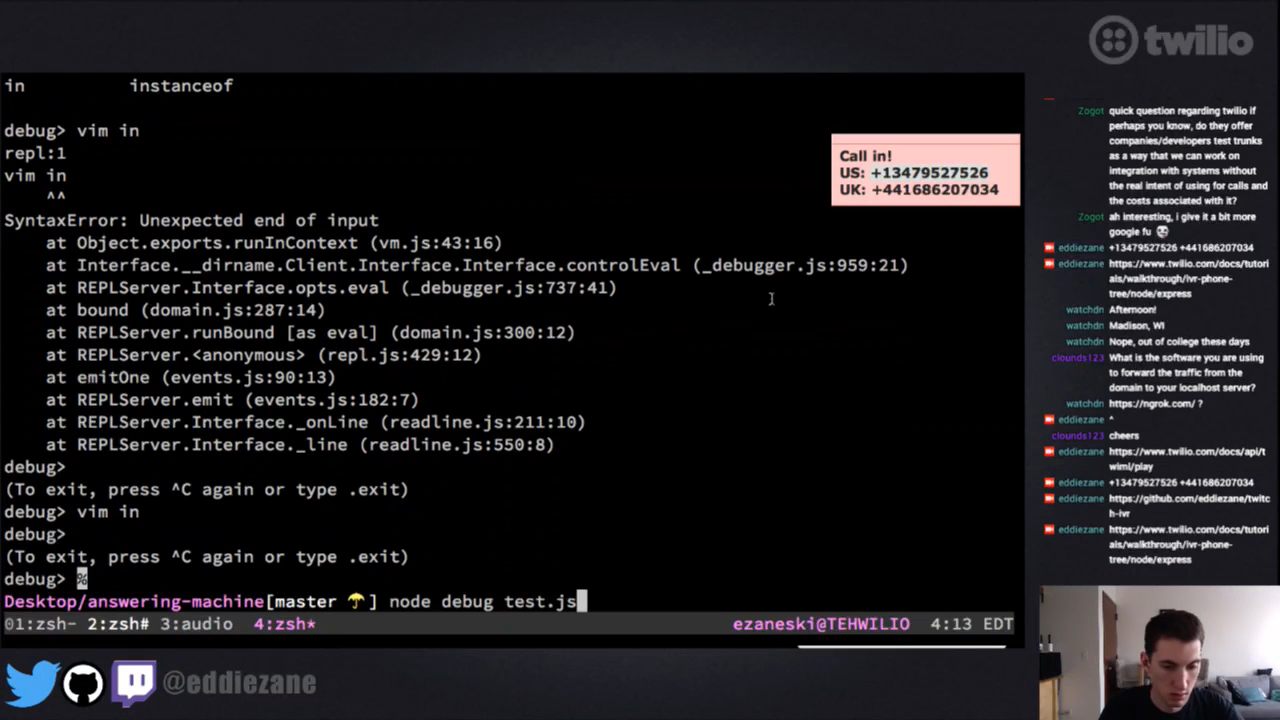 twilio
in instanceof
debug> vim in
repl:1
vim in
^^
SyntaxError: Unexpected end of input
at Object.exports.runInContext (vm.js:43:16)
at Interface.__dirname.Client.Interface.Interface.controlEval (_debugger.js:959:21)
at REPLServer.Interface.opts.eval (_debugger.js:737:41)
at bound (domain.js:287:14)
at REPLServer.runBound [as eval] (domain.js:300:12)
at REPLServer.<anonymous> (repl.js:429:12)
at emitOne (events.js:90:13)
at REPLServer.emit (events.js:182:7)
at REPLServer.Interface._onLine (readline.js:211:10)
at REPLServer.Interface._line (readline.js:550:8)
debug>
(To exit, press ^C again or type .exit)
debug> vim in
debug>
(To exit, press ^C again or type .exit)
debug> %
Desktop/answering-machine[master ☂] node debug test.js
01:zsh- 2:zsh# 3:audio 4:zsh* ezaneski@TEHWILIO 4:13 EDT
Call in!
US: +13479527526
UK: +441686207034
Zogot quick question regarding twilio if
perhaps you know, do they offer
companies/developers test trunks
as a way that we can work on
integration with systems without
the real intent of using for calls and
the costs associated with it?
Zogot ah interesting, i give it a bit more
google fu
eddiezane +13479527526 +441686207034
eddiezane https://www.twilio.com/docs/tutori
als/walkthrough/ivr-phone-
tree/node/express
watchdn Afternoon!
watchdn Madison, WI
watchdn Nope, out of college these days
clounds123 What is the software you are using
to forward the traffic from the
domain to your localhost server?
watchdn https://ngrok.com/ ?
eddiezane ^
clounds123 cheers
eddiezane https://www.twilio.com/docs/api/t
wiml/play
eddiezane +13479527526 +441686207034
eddiezane https://github.com/eddiezane/twitc
h-ivr
eddiezane https://www.twilio.com/docs/tutori
als/walkthrough/ivr-phone-
tree/node/express
@eddiezane